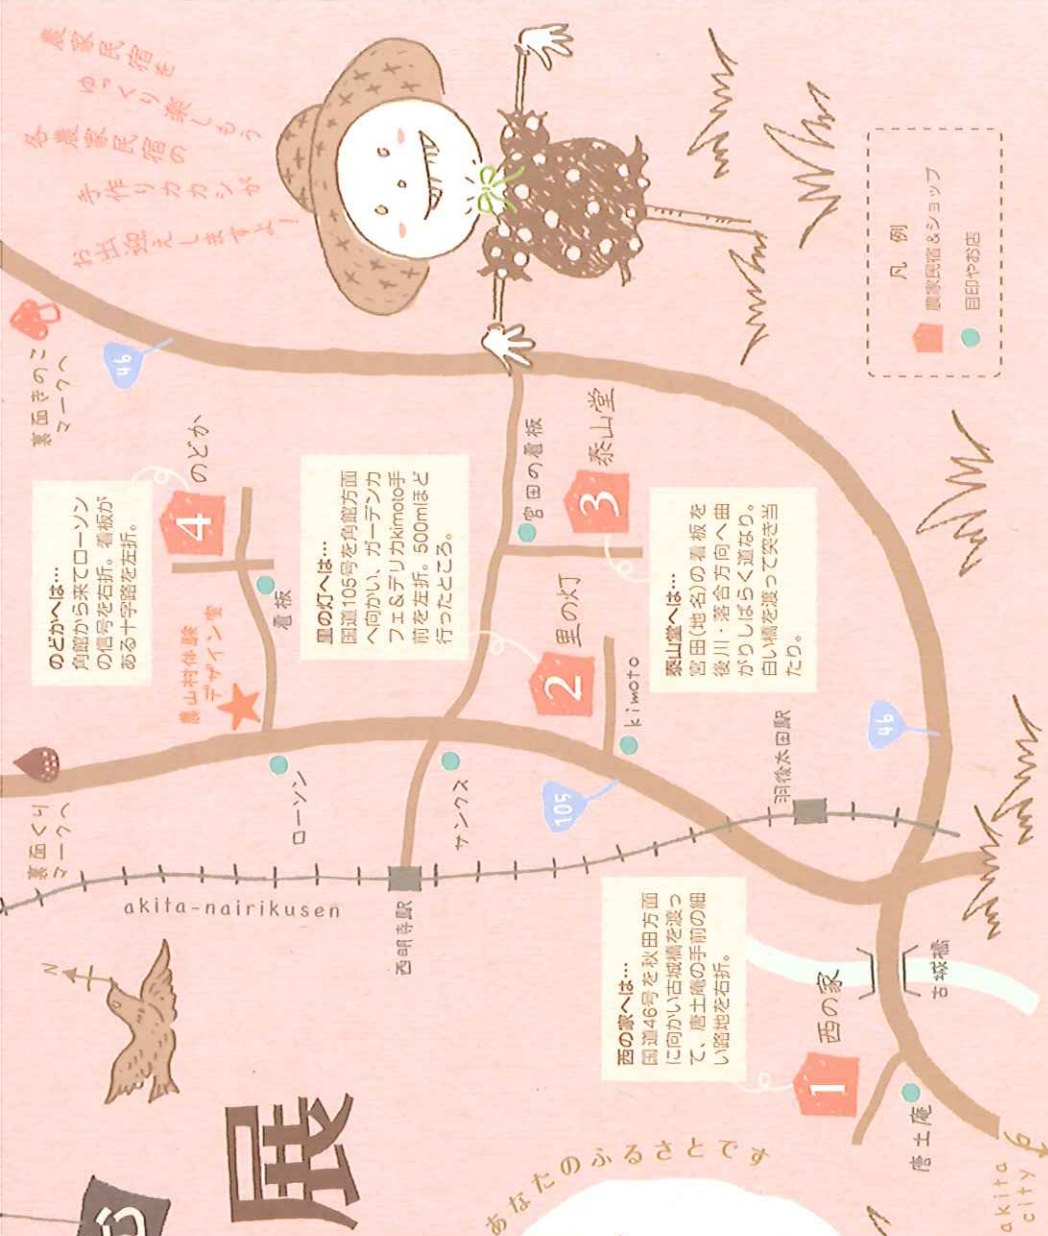 農家民宿を
ゆっくり楽しもう
各農家民宿の
手作りカカシが
お出迎えしますよ！
凡例
農家民宿＆ショップ
目印やお店
裏面きのこ
マークへ
46
のどか
4
のどかへは…
角館から来てローソン
の信号を右折。看板が
ある十字路を左折。
看板
農山村体験
デザイン室
里の灯へは…
国道105号を角館方面
へ向かい、ガーデンカ
フェ＆デリカkimoto手
前を左折。500mほど
行ったところ。
宮田の看板
泰山堂
3
泰山堂へは…
宮田(地名)の看板を
後川・落合方向へ曲
がりしばらく道なり。
白い橋を渡って突き当
たり。
里の灯
2
kimoto
46
裏面くり
マークへ
ローソン
サンクス
105
羽後太田駅
akita-nairikusen
西明寺駅
N
西の家へは…
国道46号を秋田方面
に向かい古城橋を渡っ
て、唐土庵の手前の細
い路地を右折。
西の家
1
古城橋
唐土庵
akita
city
展
あなたのふるさとです